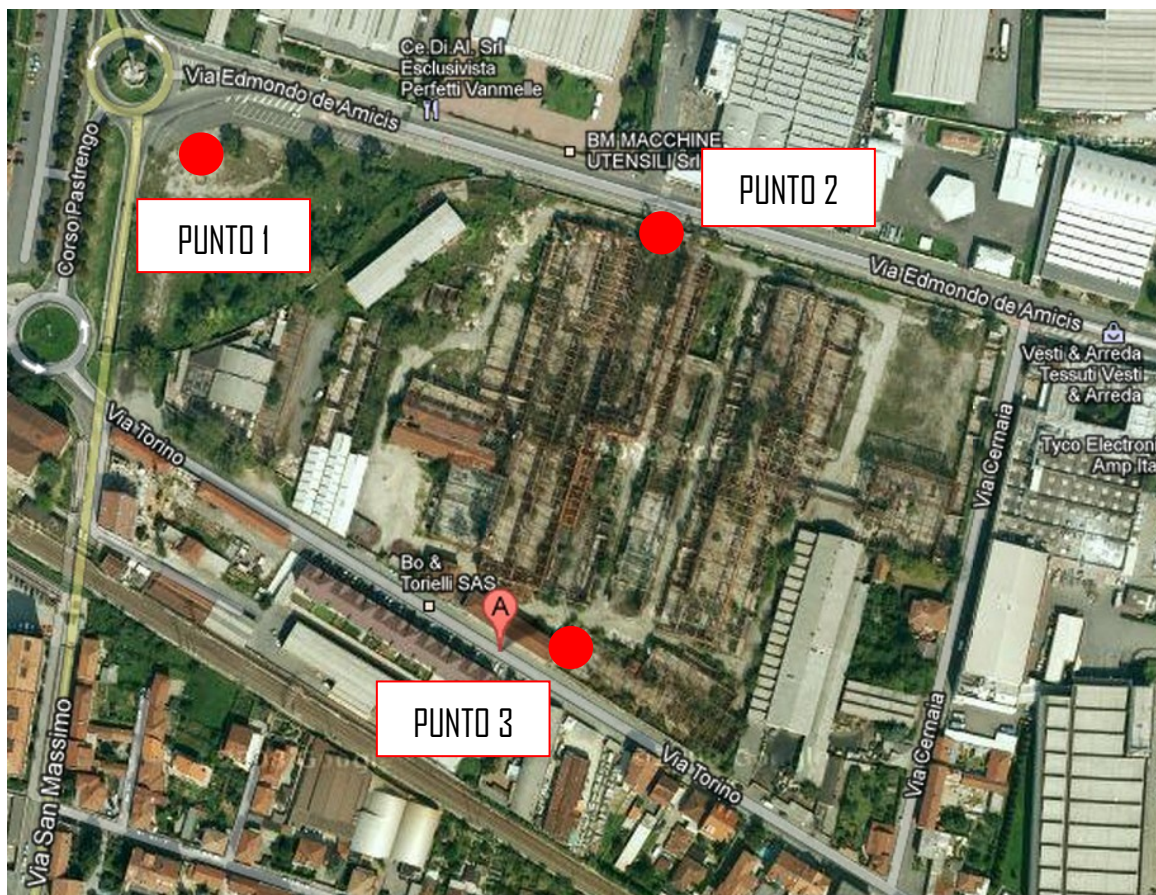 Ce.Di.Al. Srl
Esclusivista
Perfetti Vanmelle
Via Edmondo de Amicis
BM MACCHINE
UTENSILI Srl
PUNTO 2
PUNTO 1
Corso Pastrengo
Via Edmondo de Amicis
Vesti & Arreda
Tessuti Vesti
& Arreda
Via Torino
Via Cernaia
Tyco Electroni
Amp Ita
Bo &
Torielli SAS
A
PUNTO 3
Via San Massimo
Via Torino
Via Cernaia